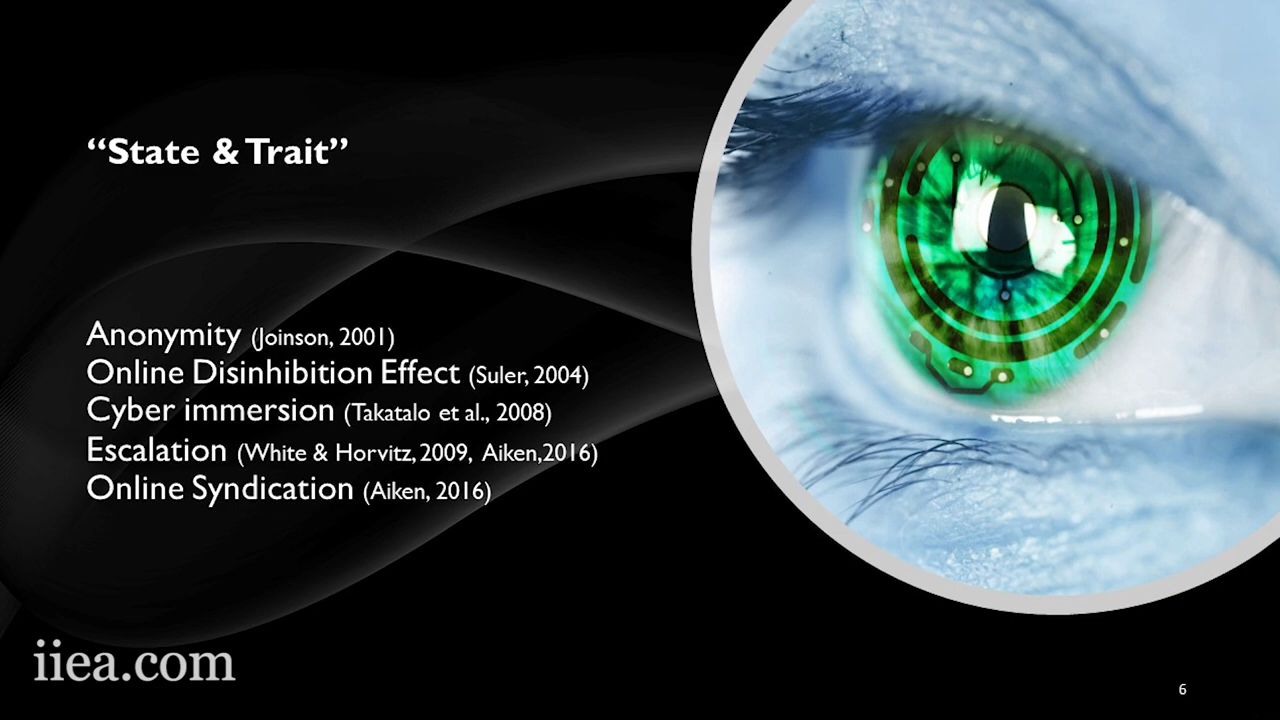 “State & Trait”
Anonymity (Joinson, 2001)
Online Disinhibition Effect (Suler, 2004)
Cyber immersion (Takatalo et al., 2008)
Escalation (White & Horvitz, 2009, Aiken,2016)
Online Syndication (Aiken, 2016)
iiea.com
6